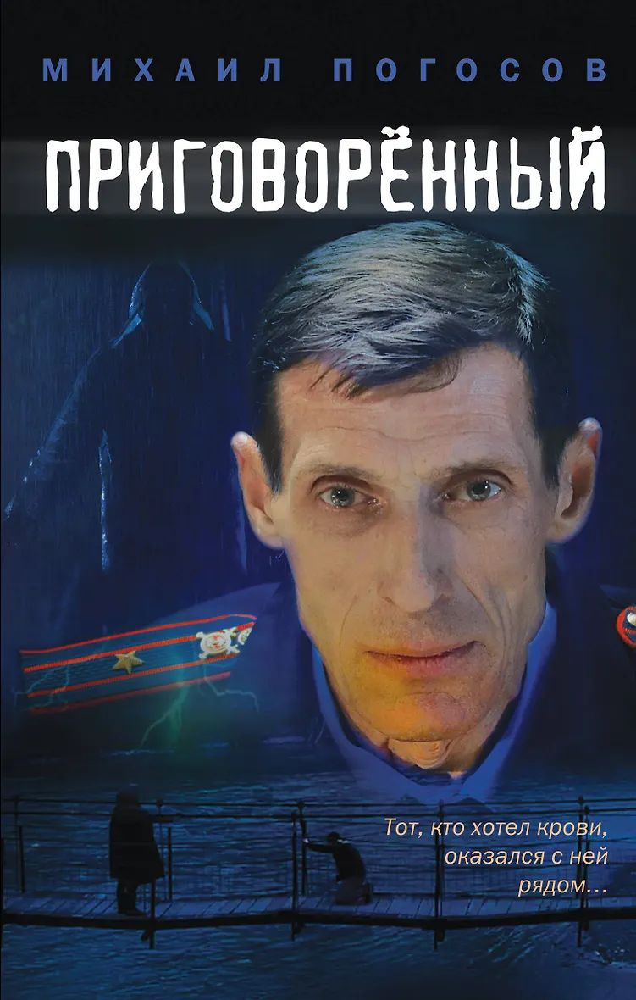 МИХАИЛ ПОГОСОВ
ПРИГОВОРЁННЫЙ
Тот, кто хотел крови,
оказался с ней
рядом...